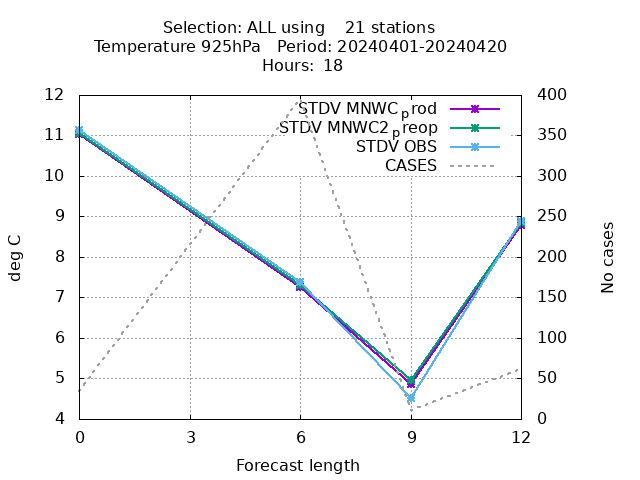 Selection: ALL using    21 stations
Temperature 925hPa   Period: 20240401-20240420
Hours: 18
STDV MNWC_prod
STDV MNWC2_preop
STDV OBS
CASES
12
11
10
9
8
7
6
5
4
400
350
300
250
200
150
100
50
0
deg C
No cases
0 3 6 9 12
Forecast length